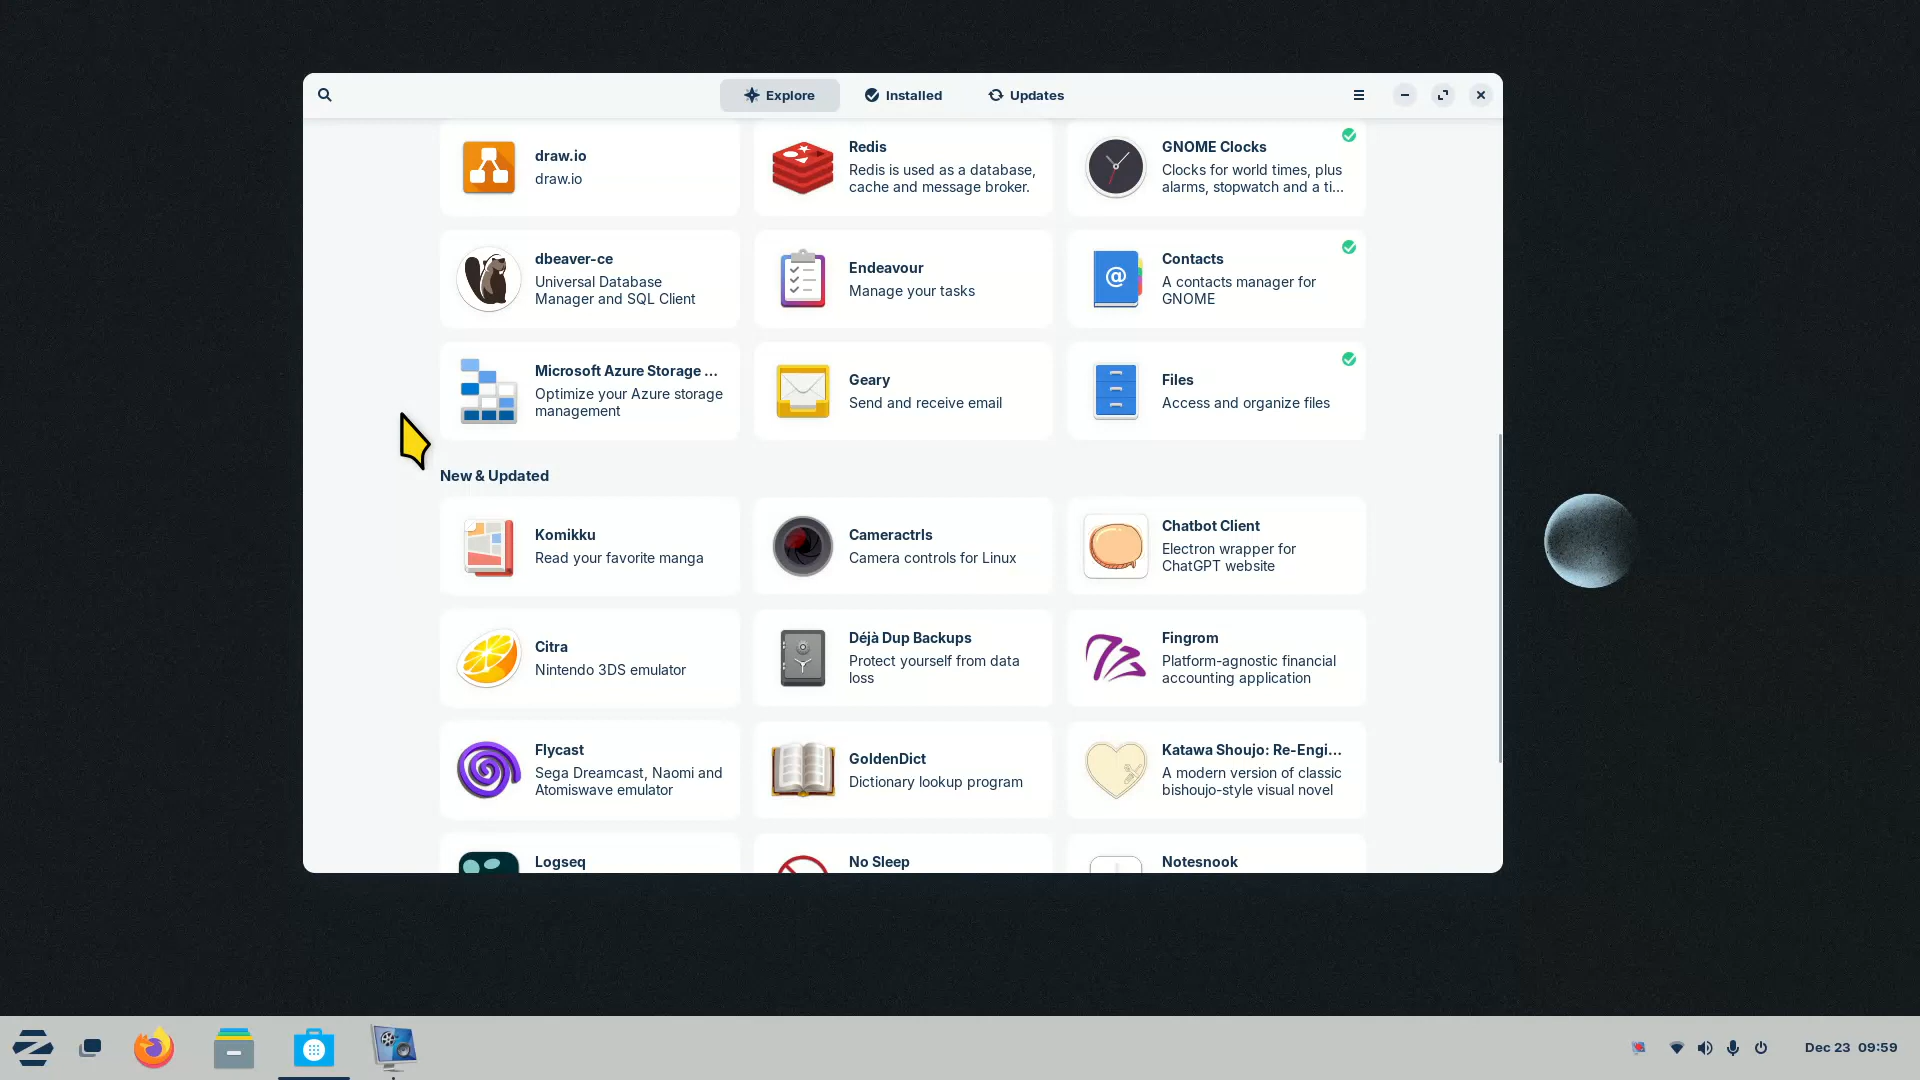 Explore
Installed
Updates
draw.io
draw.io
Redis
Redis is used as a database,
cache and message broker.
GNOME Clocks
Clocks for world times, plus
alarms, stopwatch and a ti...
dbeaver-ce
Universal Database
Manager and SQL Client
Endeavour
Manage your tasks
Contacts
A contacts manager for
GNOME
Microsoft Azure Storage ...
Optimize your Azure storage
management
Geary
Send and receive email
Files
Access and organize files
New & Updated
Komikku
Read your favorite manga
Cameractrls
Camera controls for Linux
Chatbot Client
Electron wrapper for
ChatGPT website
Citra
Nintendo 3DS emulator
Déjà Dup Backups
Protect yourself from data
loss
Fingrom
Platform-agnostic financial
accounting application
Flycast
Sega Dreamcast, Naomi and
Atomiswave emulator
GoldenDict
Dictionary lookup program
Katawa Shoujo: Re-Engi...
A modern version of classic
bishoujo-style visual novel
Logseq
No Sleep
Notesnook
Dec 23 09:59